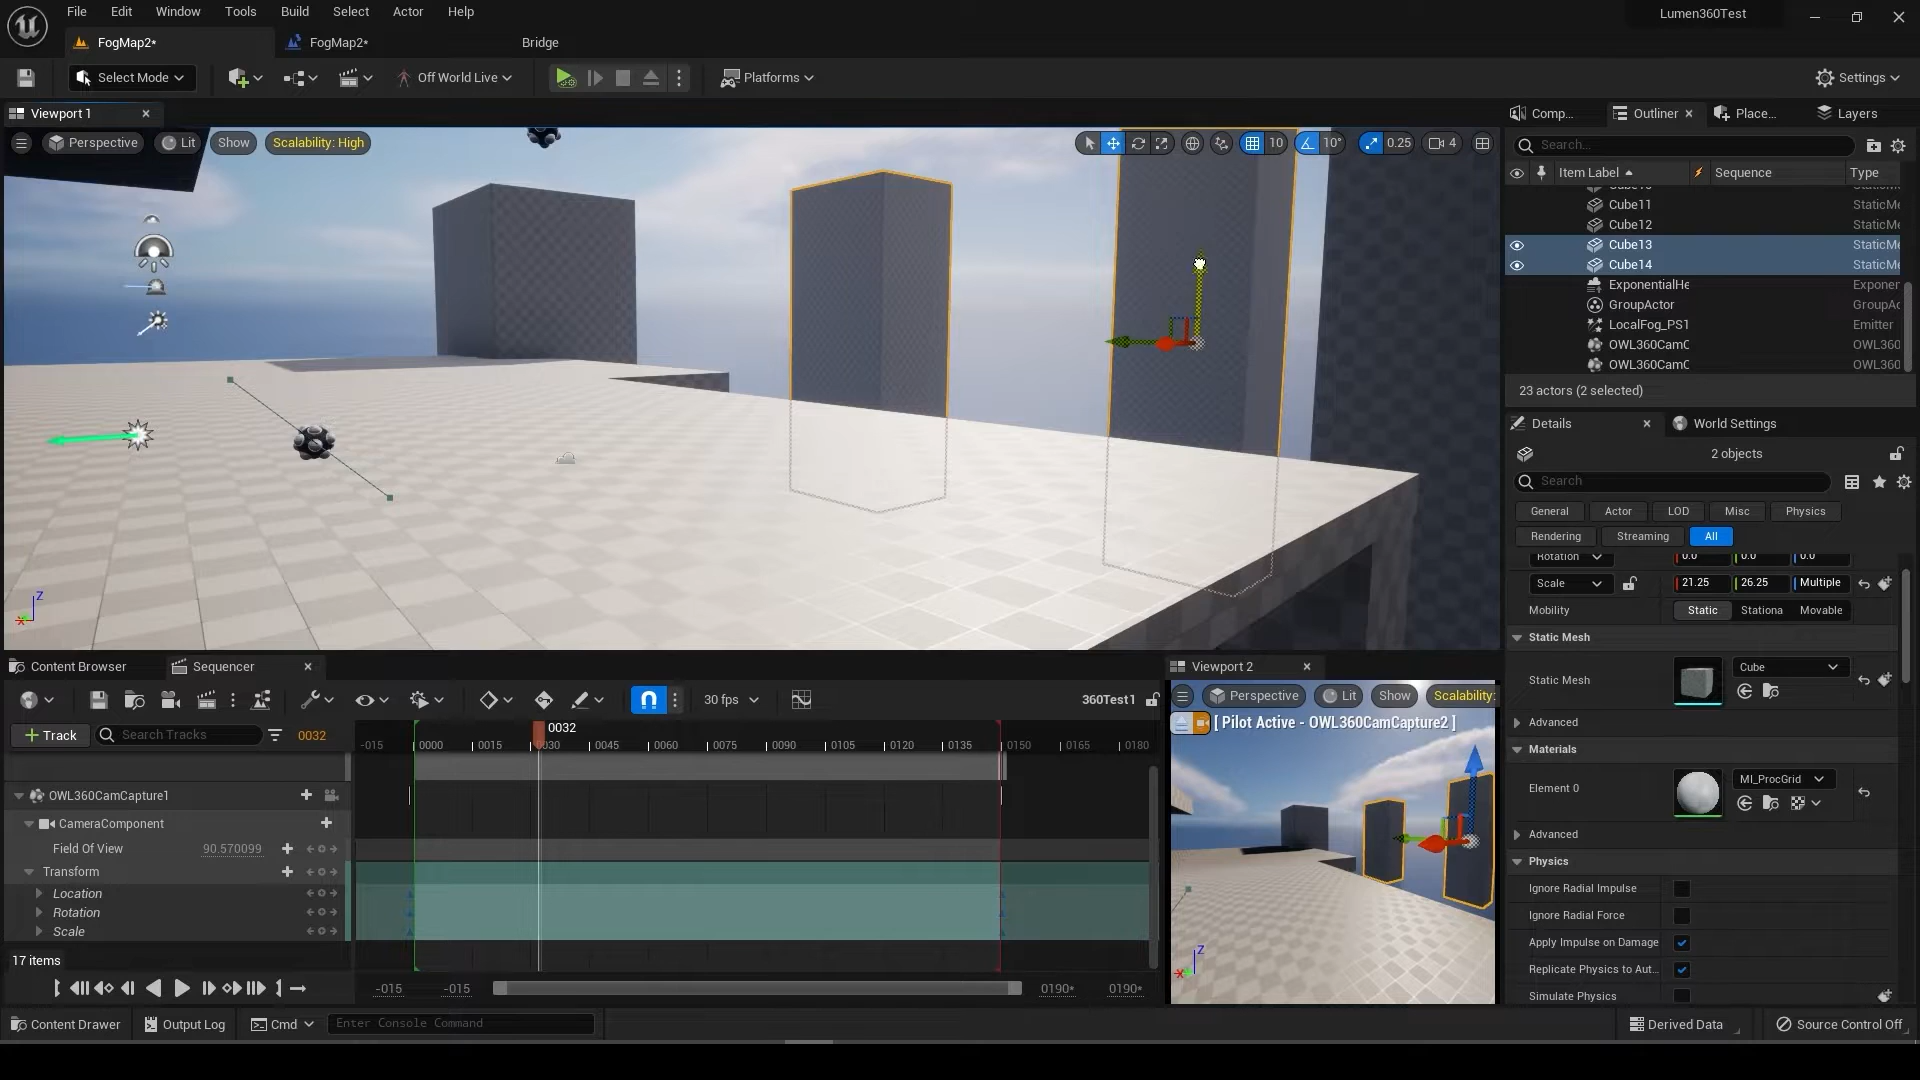 File Edit Window Tools Build Select Actor Help
Lumen360Test
FogMap2* FogMap2* Bridge
Select Mode Off World Live Platforms Settings
Viewport 1
Comp... Outliner Place... Layers
Perspective Lit Show Scalability: High 10 10° 0.25 4
Search...
Item Label Sequence Type
Cube11 StaticMe
Cube12 StaticMe
Cube13 StaticMe
Cube14 StaticMe
ExponentialHe Exponen
GroupActor GroupAc
LocalFog_PS1 Emitter
OWL360CamC OWL360
OWL360CamC OWL360
23 actors (2 selected)
Details World Settings
2 objects
Search
General Actor LOD Misc Physics
Rendering Streaming All
Rotation 0.0 0.0 0.0
Scale 21.25 26.25 Multiple
Mobility Static Stationa Movable
Static Mesh
Static Mesh Cube
Advanced
Materials
Element 0 MI_ProcGrid
Advanced
Physics
Ignore Radial Impulse
Ignore Radial Force
Apply Impulse on Damage
Replicate Physics to Aut...
Simulate Physics
Z
X
Content Browser Sequencer
30 fps 360Test1
Track Search Tracks 0032
0032
-015 0000 0015 0030 0045 0060 0075 0090 0105 0120 0135 0150 0165 0180
OWL360CamCapture1
CameraComponent
Field Of View 90.570099
Transform
Location
Rotation
Scale
17 items
-015 -015 0190* 0190*
Viewport 2
Perspective Lit Show Scalability:
[ Pilot Active - OWL360CamCapture2 ]
Z
X
Content Drawer Output Log Cmd Enter Console Command Derived Data Source Control Off